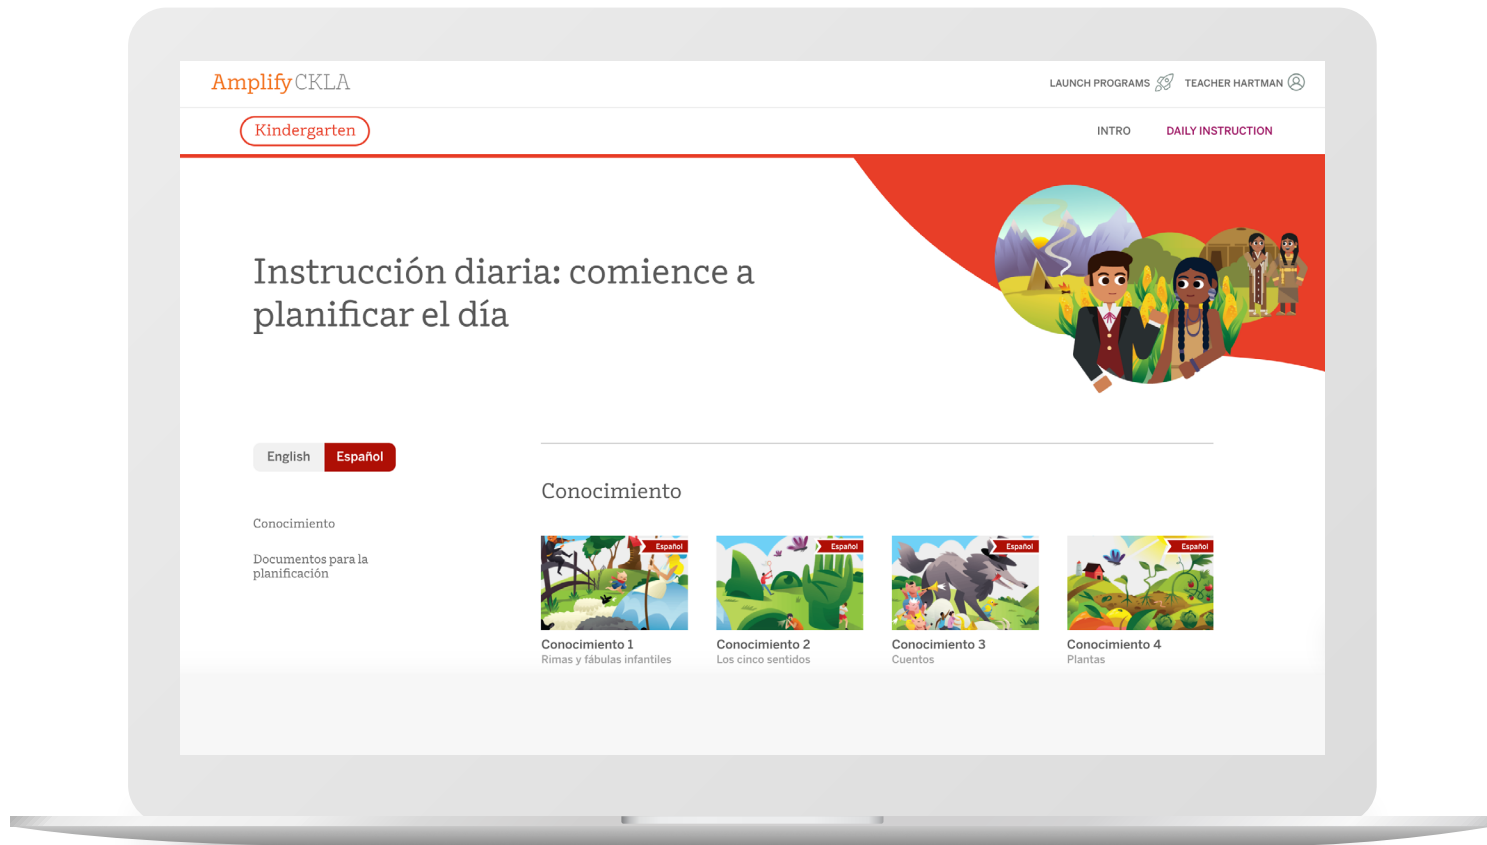 Amplify CKLA
LAUNCH PROGRAMS
TEACHER HARTMAN
Kindergarten
INTRO
DAILY INSTRUCTION
Instrucción diaria: comience a
planificar el día
English
Español
Conocimiento
Documentos para la
planificación
Conocimiento
Español
Conocimiento 1
Rimas y fábulas infantiles
Español
Conocimiento 2
Los cinco sentidos
Español
Conocimiento 3
Cuentos
Español
Conocimiento 4
Plantas